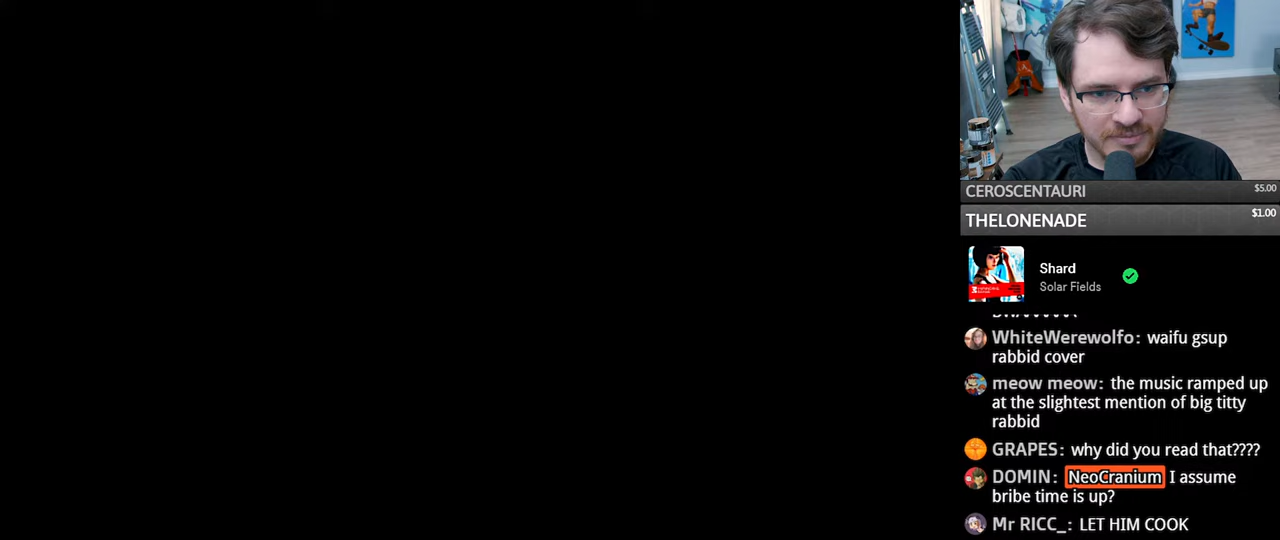 CEROSCENTAURI $5.00
THELONENADE $1.00
Shard
Solar Fields
WhiteWerewolfo: waifu gsup
rabbid cover
meow meow: the music ramped up
at the slightest mention of big titty
rabbid
GRAPES: why did you read that????
DOMIN: NeoCranium I assume
bribe time is up?
Mr RICC_: LET HIM COOK